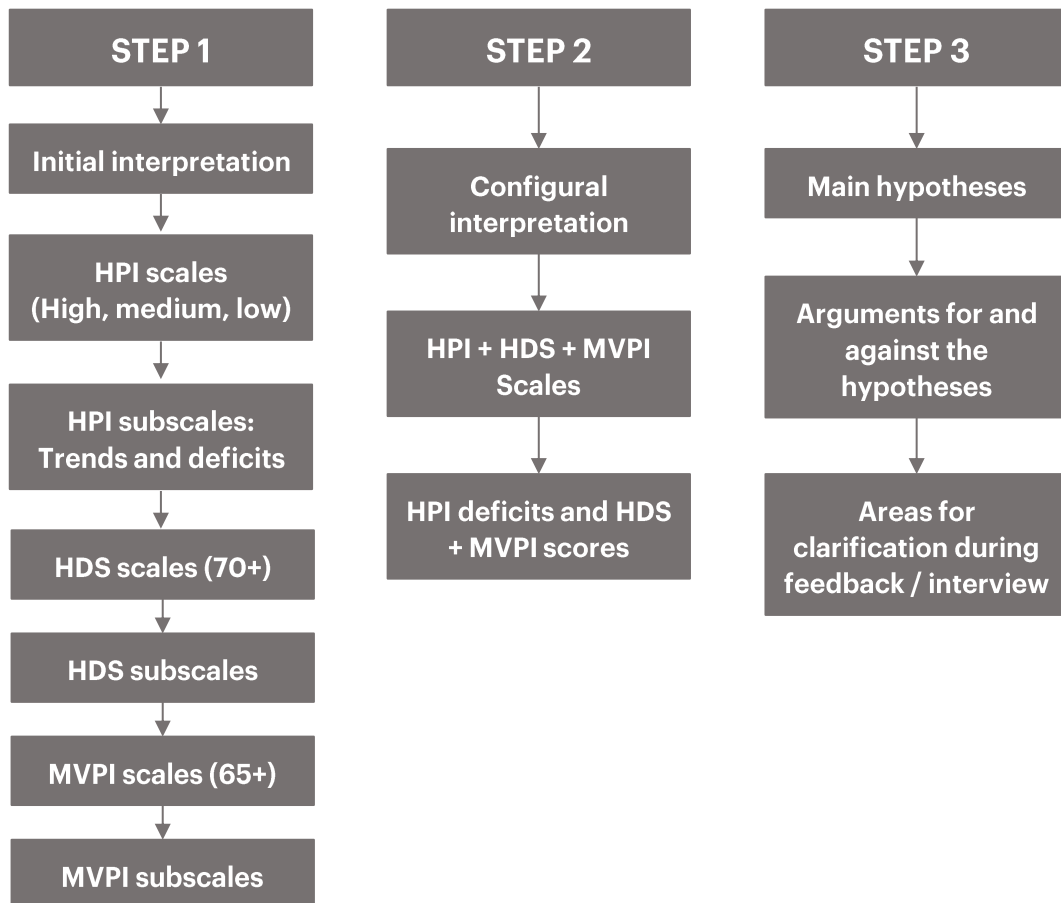 STEP 1
Initial interpretation
HPI scales
(High, medium, low)
HPI subscales:
Trends and deficits
HDS scales (70+)
HDS subscales
MVPI scales (65+)
MVPI subscales
STEP 2
Configural
interpretation
HPI + HDS + MVPI
Scales
HPI deficits and HDS
+ MVPI scores
STEP 3
Main hypotheses
Arguments for and
against the
hypotheses
Areas for
clarification during
feedback / interview